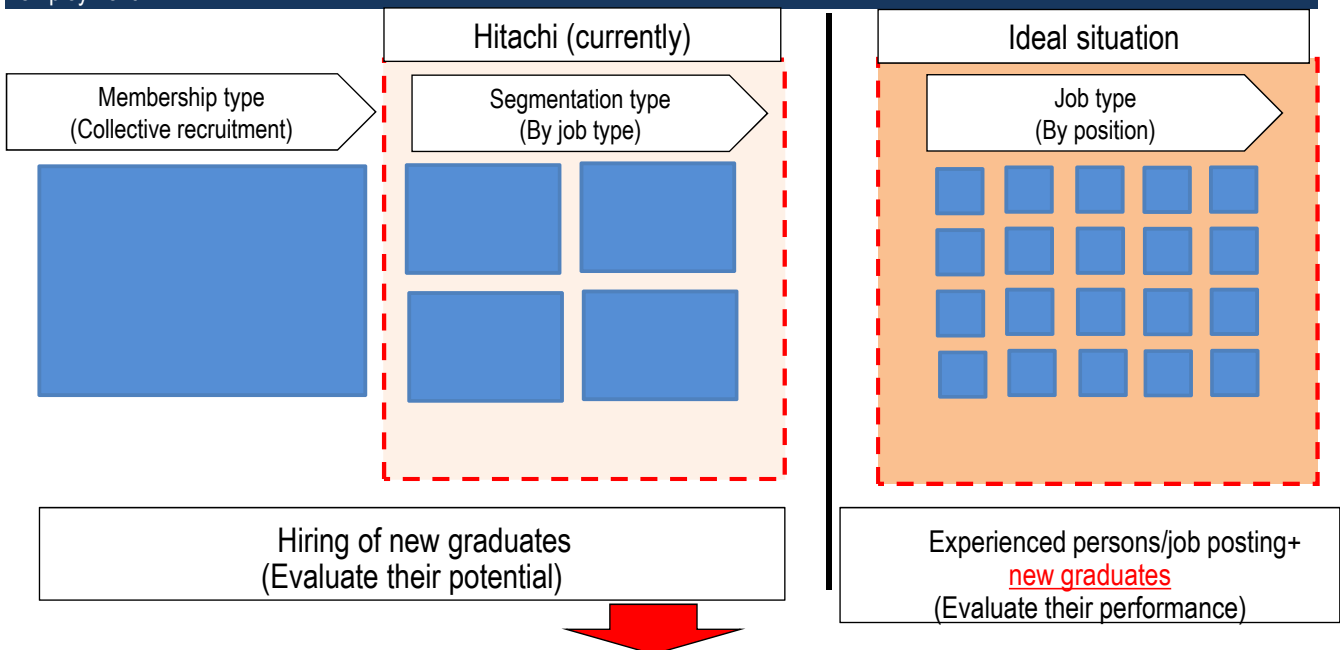 Hitachi (currently)
Ideal situation
Membership type
(Collective recruitment)
Segmentation type
(By job type)
Job type
(By position)
Hiring of new graduates
(Evaluate their potential)
Experienced persons/job posting+
new graduates
(Evaluate their performance)